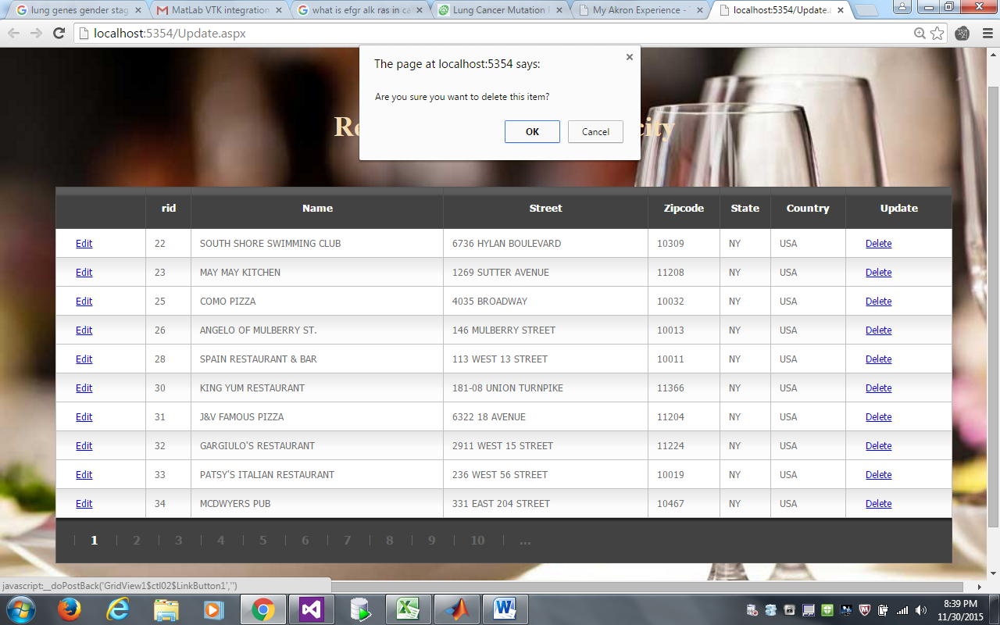 lung genes gender stag
MatLab VTK integration
what is efgr alk ras in ca
Lung Cancer Mutation
My Akron Experience -
localhost:5354/Update.a
localhost:5354/Update.aspx
The page at localhost:5354 says:
Are you sure you want to delete this item?
OK Cancel
Re city
rid Name Street Zipcode State Country Update
Edit 22 SOUTH SHORE SWIMMING CLUB 6736 HYLAN BOULEVARD 10309 NY USA Delete
Edit 23 MAY MAY KITCHEN 1269 SUTTER AVENUE 11208 NY USA Delete
Edit 25 COMO PIZZA 4035 BROADWAY 10032 NY USA Delete
Edit 26 ANGELO OF MULBERRY ST. 146 MULBERRY STREET 10013 NY USA Delete
Edit 28 SPAIN RESTAURANT & BAR 113 WEST 13 STREET 10011 NY USA Delete
Edit 30 KING YUM RESTAURANT 181-08 UNION TURNPIKE 11366 NY USA Delete
Edit 31 J&V FAMOUS PIZZA 6322 18 AVENUE 11204 NY USA Delete
Edit 32 GARGIULO'S RESTAURANT 2911 WEST 15 STREET 11224 NY USA Delete
Edit 33 PATSY'S ITALIAN RESTAURANT 236 WEST 56 STREET 10019 NY USA Delete
Edit 34 MCDWYERS PUB 331 EAST 204 STREET 10467 NY USA Delete
1 2 3 4 5 6 7 8 9 10 ...
javascript:__doPostBack('GridView1$ctl02$LinkButton1','')
8:39 PM
11/30/2015